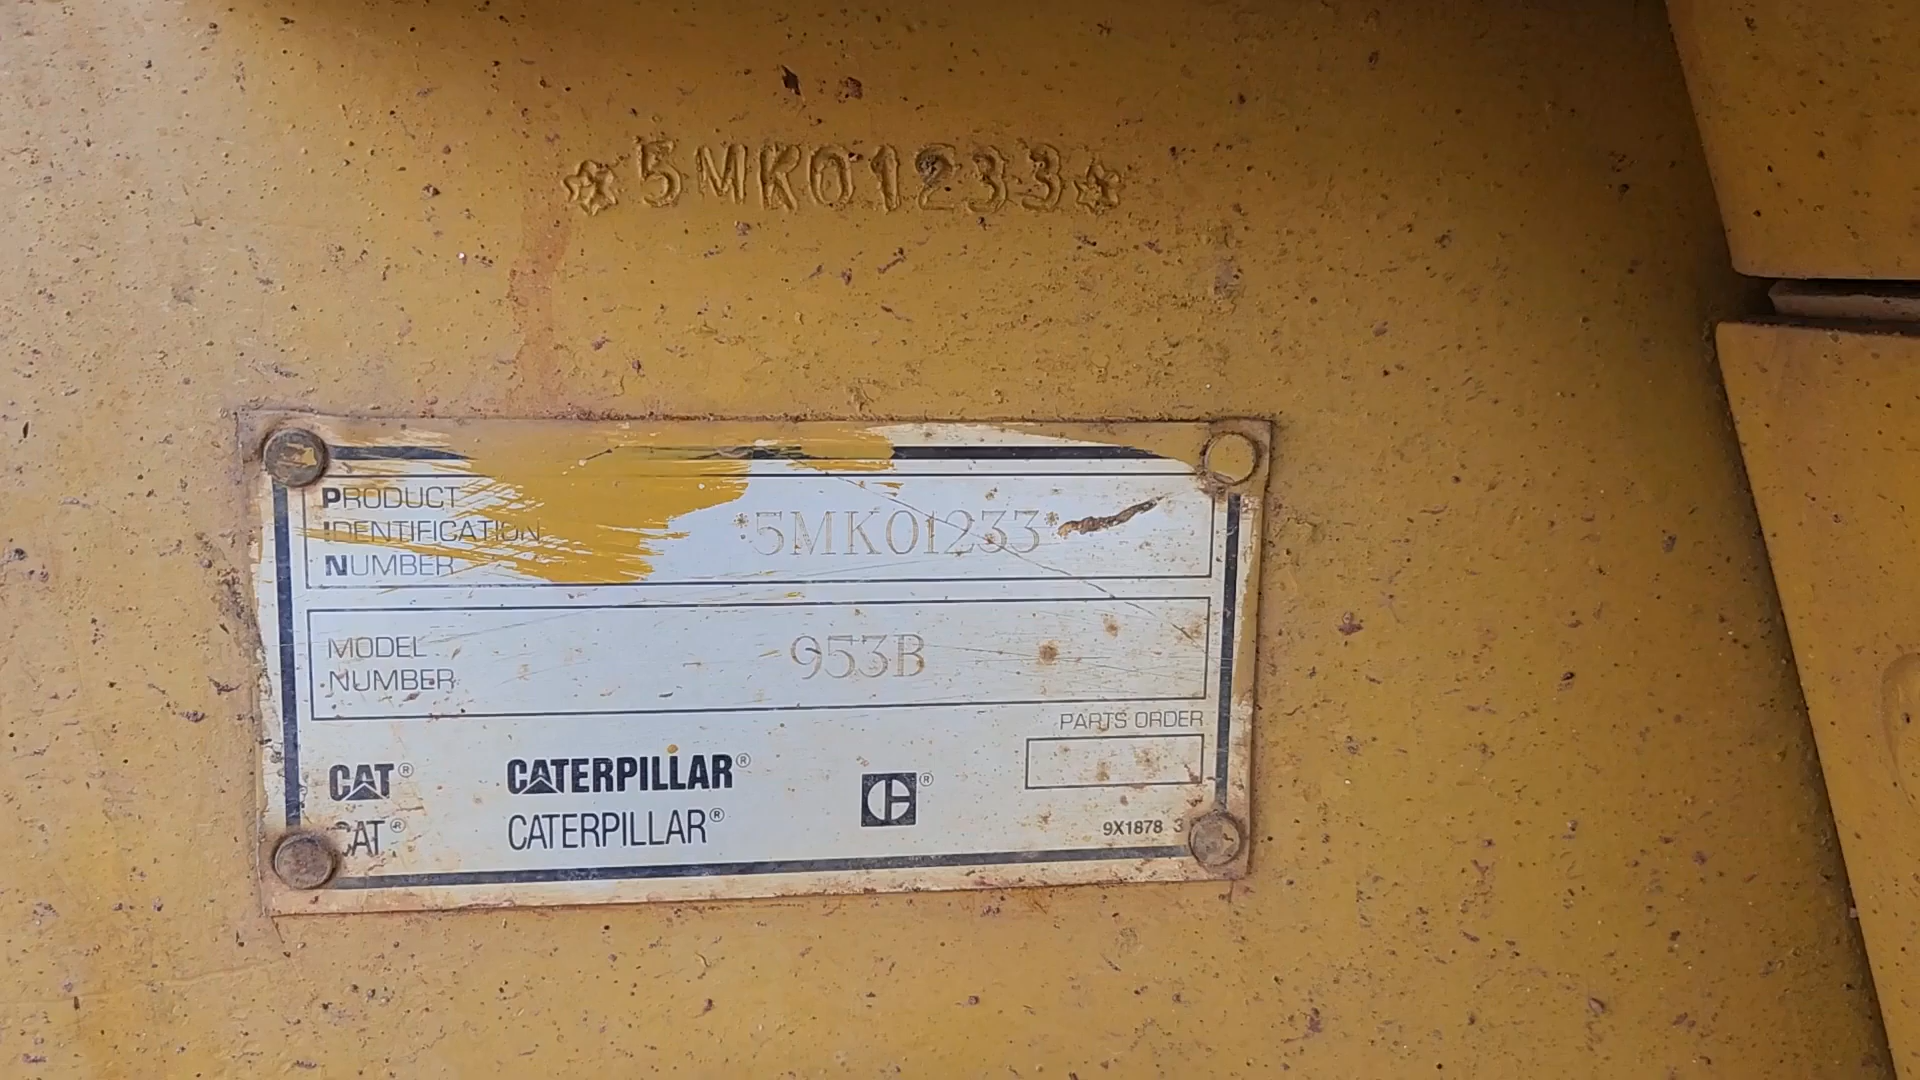 *5MK01233*
PRODUCT
IDENTIFICATION
NUMBER
*5MK01233*
MODEL
NUMBER
953B
PARTS ORDER
CAT® CATERPILLAR® ®
CAT® CATERPILLAR®
9X1878 3